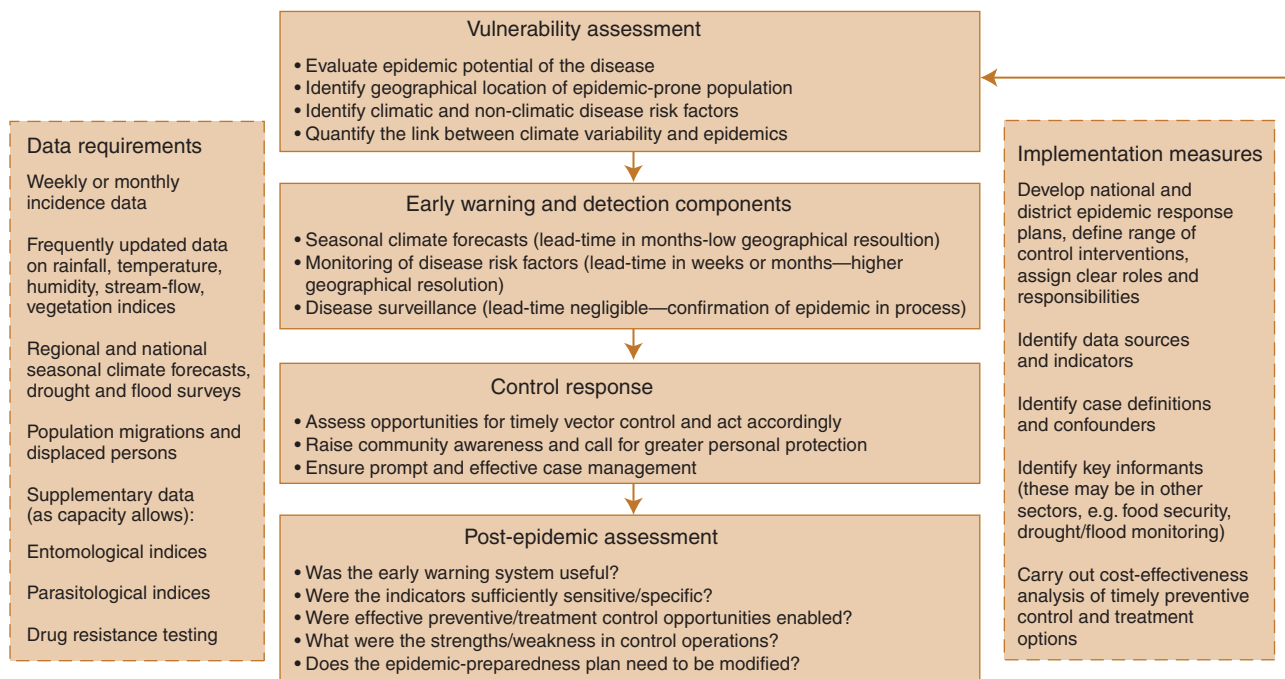 Vulnerability assessment
• Evaluate epidemic potential of the disease
• Identify geographical location of epidemic-prone population
• Identify climatic and non-climatic disease risk factors
• Quantify the link between climate variability and epidemics
Data requirements
Weekly or monthly
incidence data
Frequently updated data
on rainfall, temperature,
humidity, stream-flow,
vegetation indices
Regional and national
seasonal climate forecasts,
drought and flood surveys
Population migrations and
displaced persons
Supplementary data
(as capacity allows):
Entomological indices
Parasitological indices
Drug resistance testing
Early warning and detection components
• Seasonal climate forecasts (lead-time in months-low geographical resoultion)
• Monitoring of disease risk factors (lead-time in weeks or months—higher
geographical resolution)
• Disease surveillance (lead-time negligible—confirmation of epidemic in process)
Control response
• Assess opportunities for timely vector control and act accordingly
• Raise community awareness and call for greater personal protection
• Ensure prompt and effective case management
Post-epidemic assessment
• Was the early warning system useful?
• Were the indicators sufficiently sensitive/specific?
• Were effective preventive/treatment control opportunities enabled?
• What were the strengths/weakness in control operations?
• Does the epidemic-preparedness plan need to be modified?
Implementation measures
Develop national and
district epidemic response
plans, define range of
control interventions,
assign clear roles and
responsibilities
Identify data sources
and indicators
Identify case definitions
and confounders
Identify key informants
(these may be in other
sectors, e.g. food security,
drought/flood monitoring)
Carry out cost-effectiveness
analysis of timely preventive
control and treatment
options